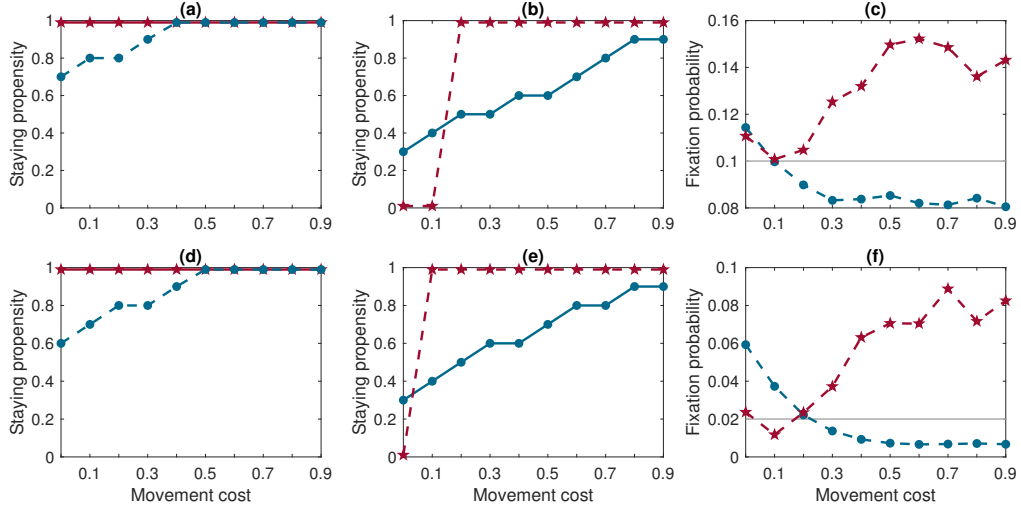 (a)
Staying propensity
1
0.8
0.6
0.4
0.2
0
0.1 0.3 0.5 0.7 0.9
(b)
Staying propensity
1
0.8
0.6
0.4
0.2
0
0.1 0.3 0.5 0.7 0.9
(c)
Fixation probability
0.16
0.14
0.12
0.1
0.08
0.1 0.3 0.5 0.7 0.9
(d)
Staying propensity
1
0.8
0.6
0.4
0.2
0
0.1 0.3 0.5 0.7 0.9
Movement cost
(e)
Staying propensity
1
0.8
0.6
0.4
0.2
0
0.1 0.3 0.5 0.7 0.9
Movement cost
(f)
Fixation probability
0.1
0.08
0.06
0.04
0.02
0
0.1 0.3 0.5 0.7 0.9
Movement cost